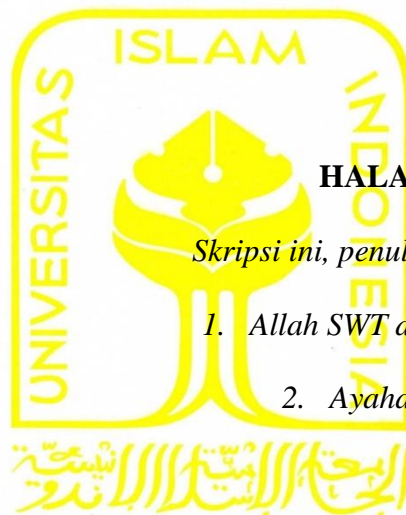 ISLAM
UNIVERSITAS
INDONESIA
HALA
Skripsi ini, penul
1. Allah SWT d
2. Ayaha